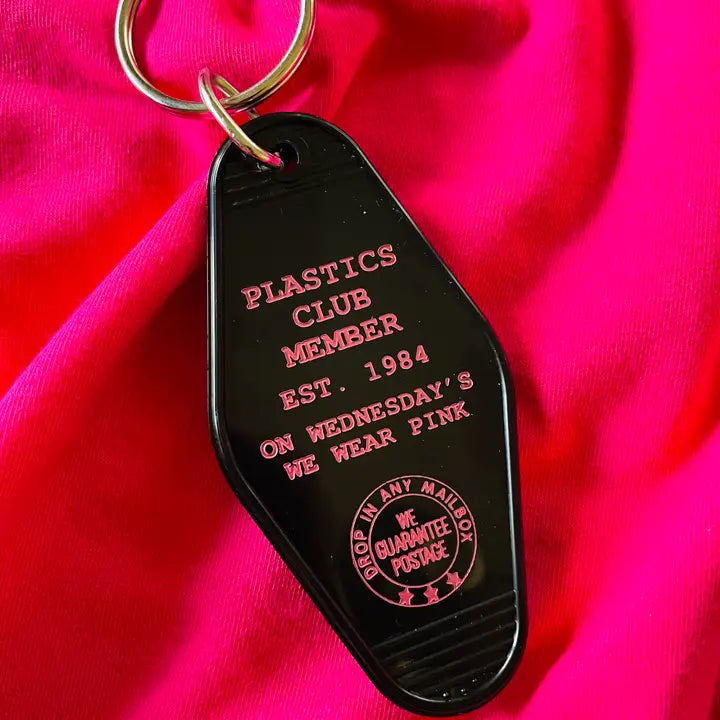 PLASTICS
CLUB
MEMBER
EST. 1984
ON WEDNESDAY'S
WE WEAR PINK
DROP IN ANY MAILBOX
WE
GUARANTEE
POSTAGE